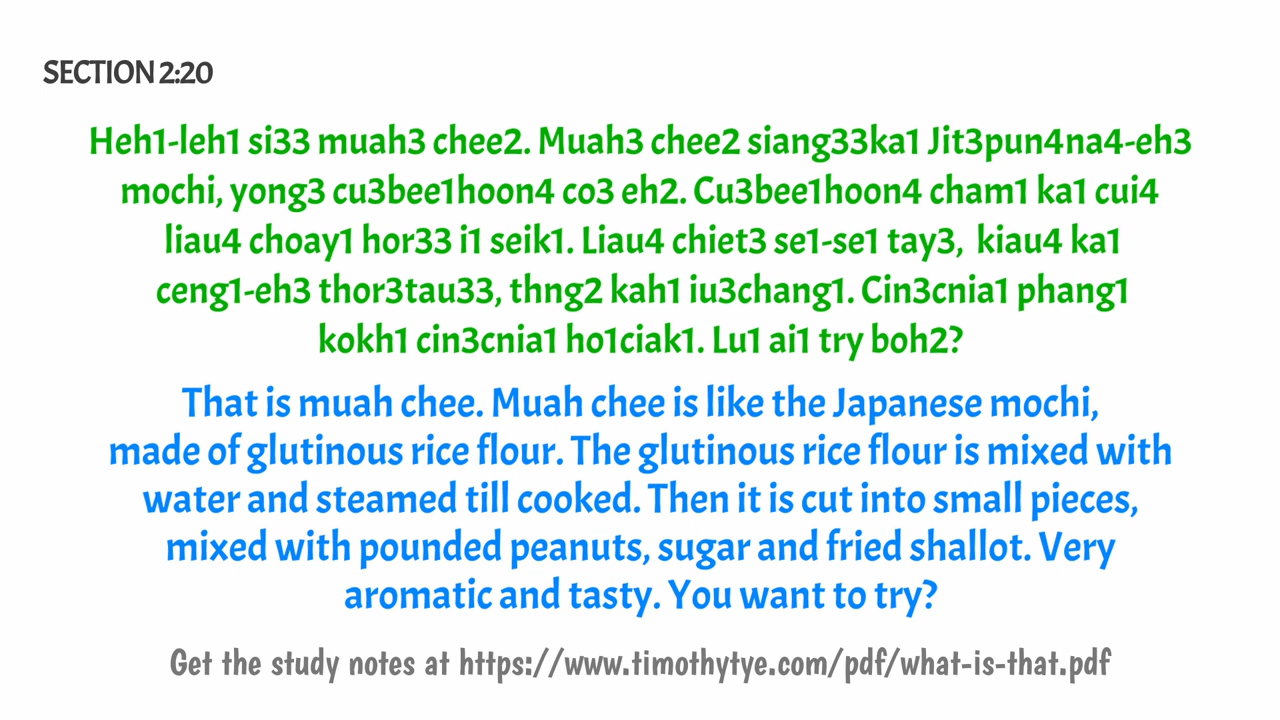 SECTION 2:20
Heh1-leh1 si33 muah3 chee2. Muah3 chee2 siang33ka1 Jit3pun4na4-eh3
mochi, yong3 cu3bee1hoon4 co3 eh2. Cu3bee1hoon4 cham1 ka1 cui4
liau4 choay1 hor33 i1 seik1. Liau4 chiet3 se1-se1 tay3, kiau4 ka1
ceng1-eh3 thor3tau33, thng2 kah1 iu3chang1. Cin3cnia1 phang1
kokh1 cin3cnia1 ho1ciak1. Lu1 ai1 try boh2?
That is muah chee. Muah chee is like the Japanese mochi,
made of glutinous rice flour. The glutinous rice flour is mixed with
water and steamed till cooked. Then it is cut into small pieces,
mixed with pounded peanuts, sugar and fried shallot. Very
aromatic and tasty. You want to try?
Get the study notes at https://www.timothytye.com/pdf/what-is-that.pdf